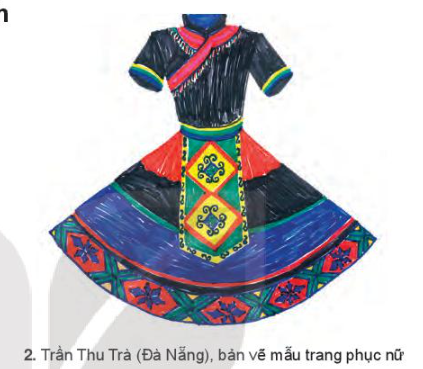 n
2. Trần Thu Trà (Đà Nẵng), bản vẽ mẫu trang phục nữ